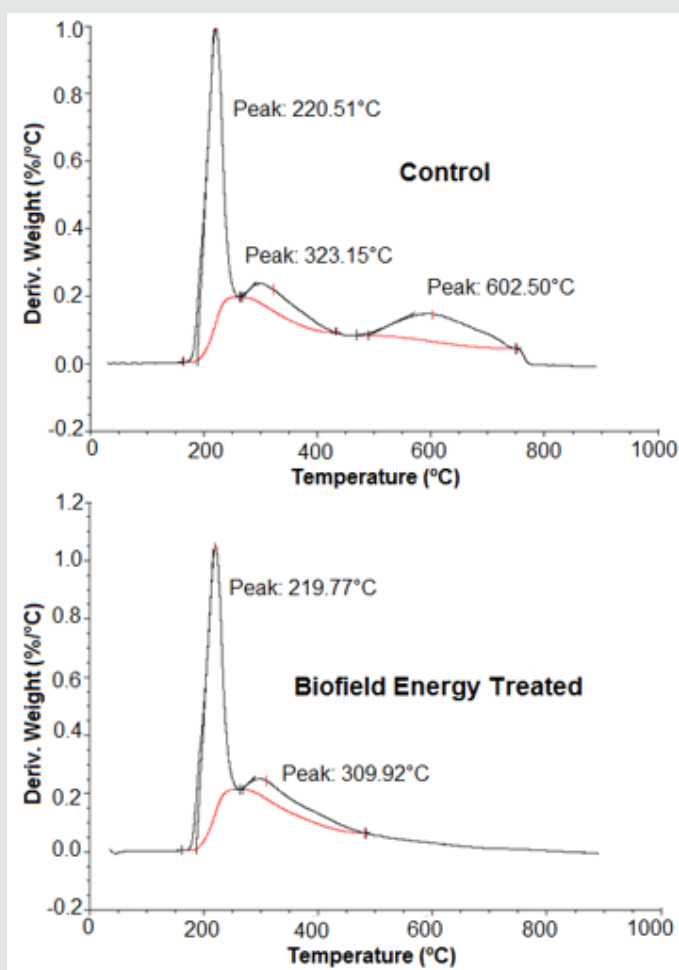 1.0
Peak: 220.51°C
0.8
Deriv. Weight (%/°C)
0.6
Control
0.4
Peak: 323.15°C
Peak: 602.50°C
0.2
0.0
-0.2
0 200 400 600 800 1000
Temperature (ºC)
1.2
1.0
Peak: 219.77°C
0.8
Deriv. Weight (%/°C)
0.6
Biofield Energy Treated
0.4
Peak: 309.92°C
0.2
0.0
-0.2
0 200 400 600 800 1000
Temperature (ºC)